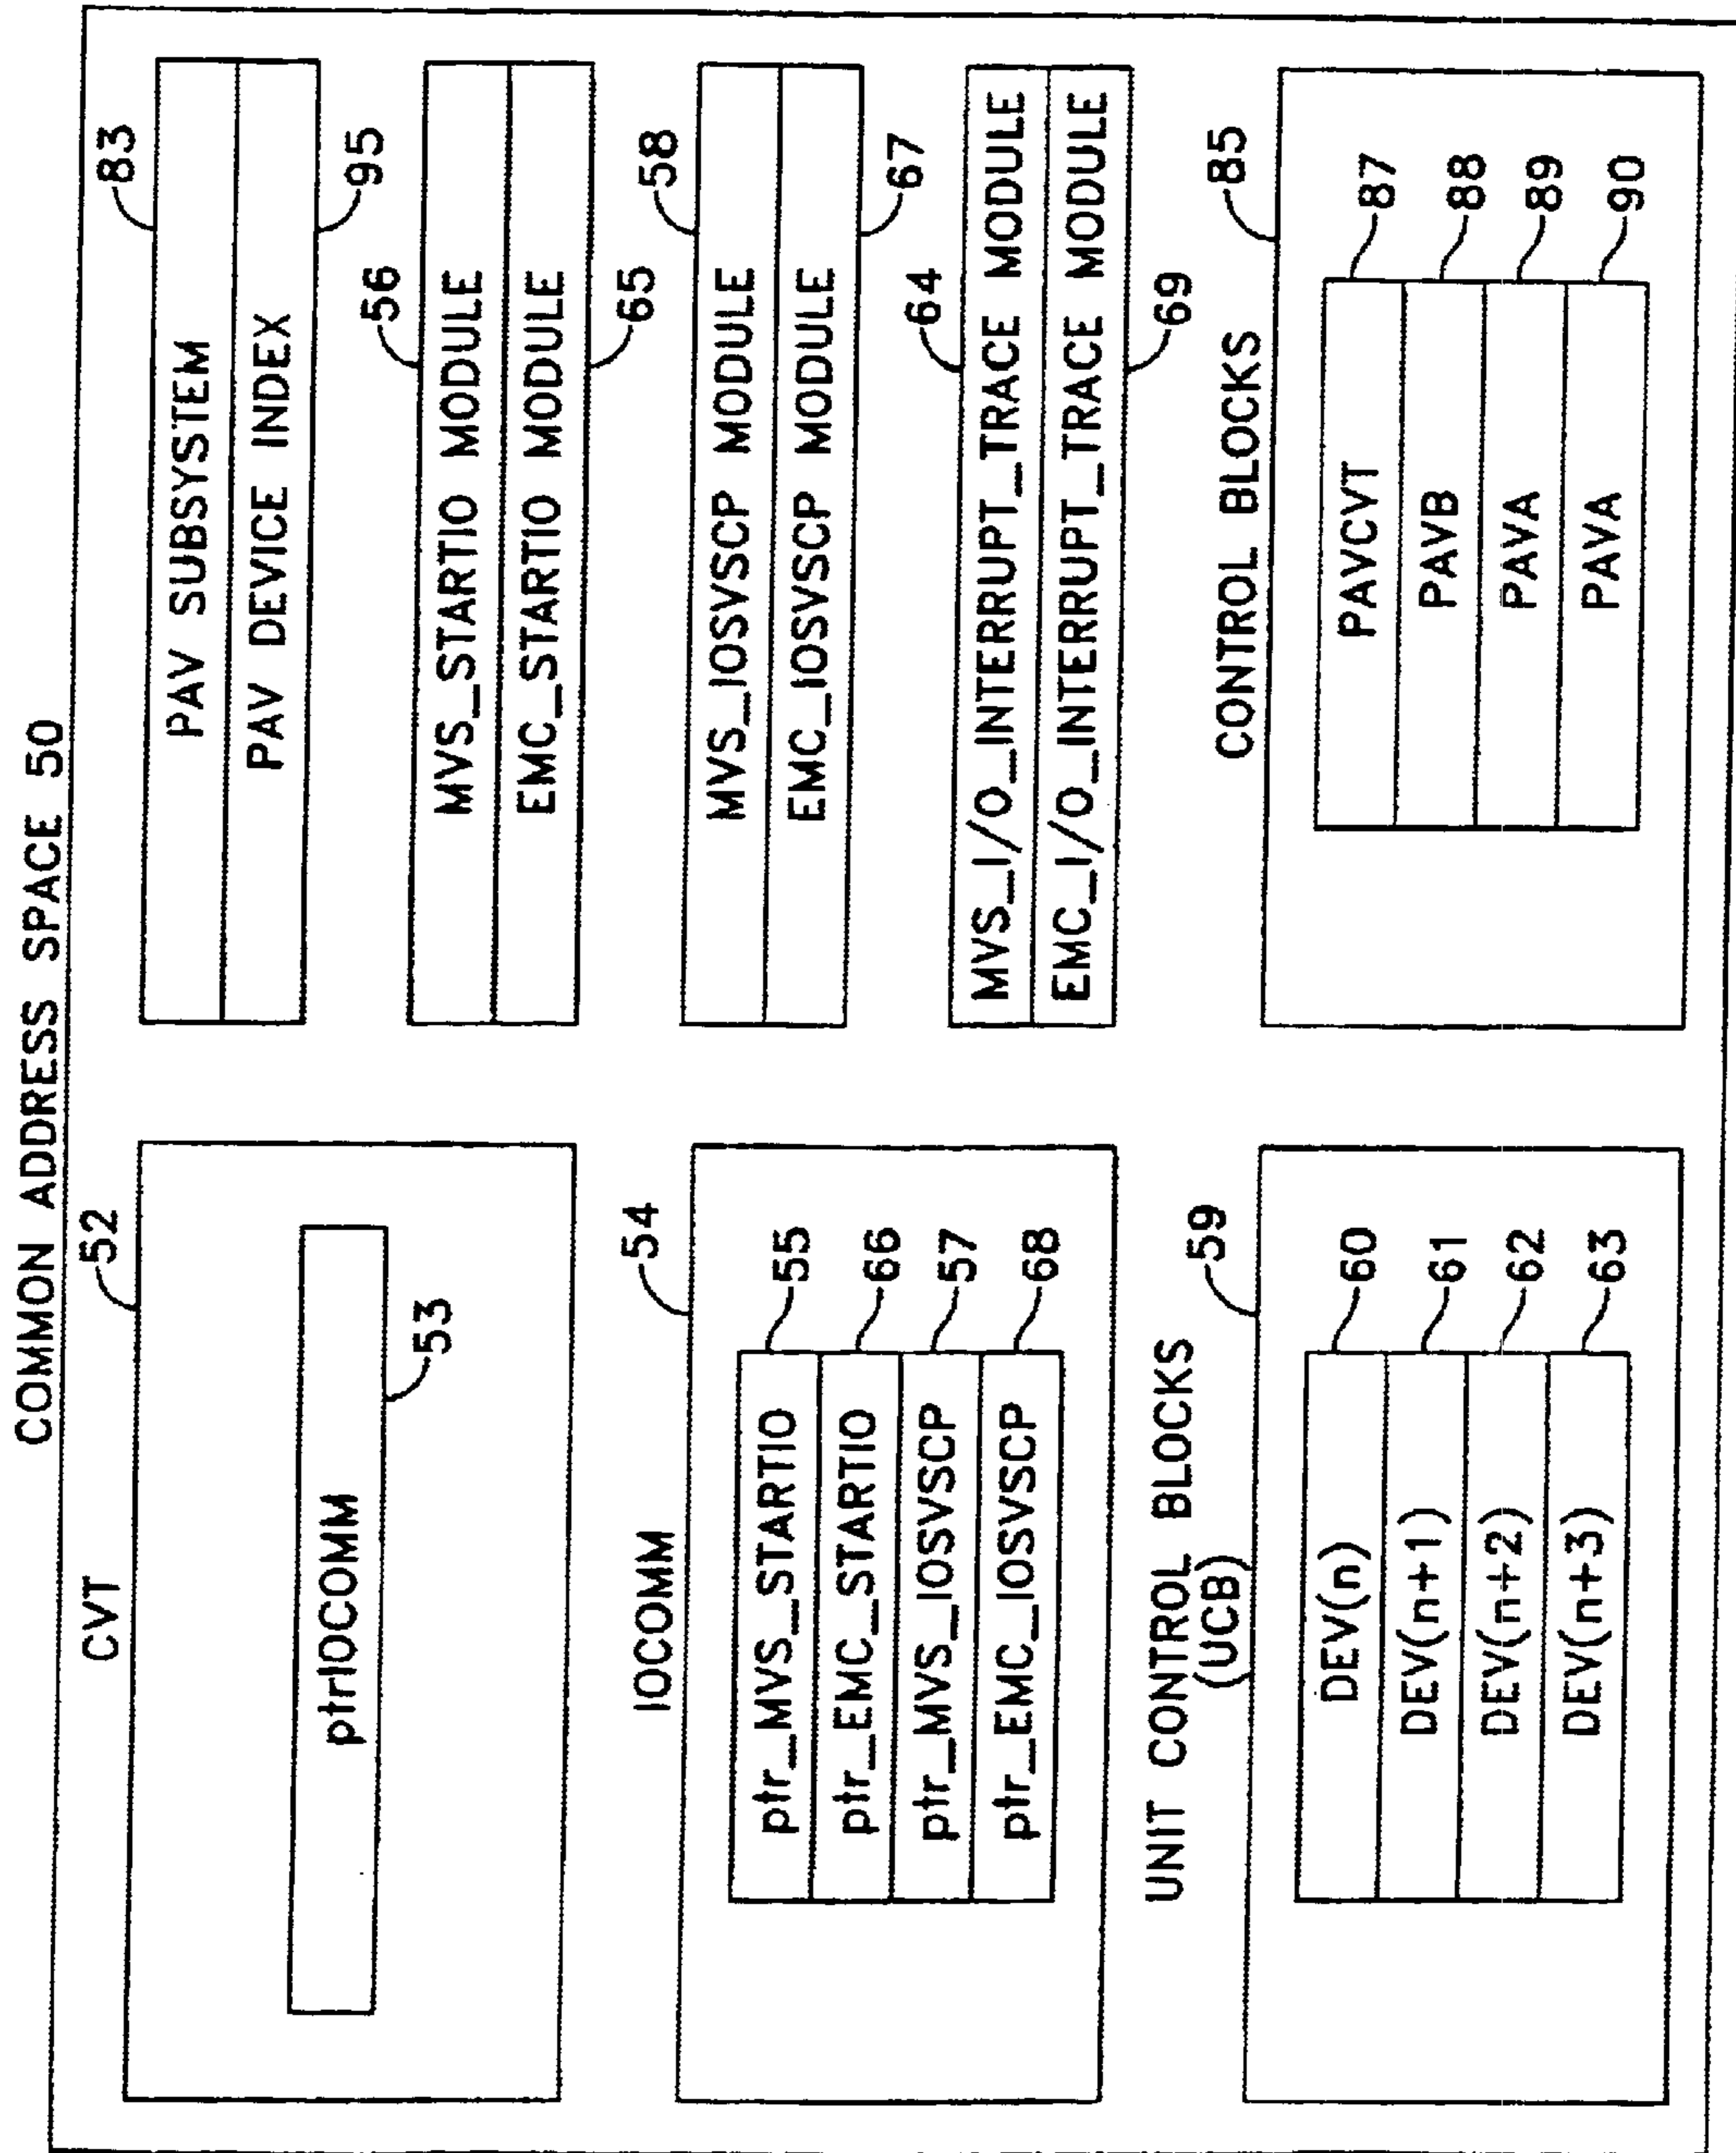 COMMON ADDRESS SPACE 50
CVT
52
ptrIOCOMM
53
IOCOMM
54
ptr_MVS_STARTIO
55
ptr_EMC_STARTIO
66
ptr_MVS_IOSVSCP
57
ptr_EMC_IOSVSCP
68
UNIT CONTROL BLOCKS
(UCB)
59
DEV(n)
60
DEV(n+1)
61
DEV(n+2)
62
DEV(n+3)
63
83
PAV SUBSYSTEM
PAV DEVICE INDEX
95
56
MVS_STARTIO MODULE
EMC_STARTIO MODULE
65
58
MVS_IOSVSCP MODULE
EMC_IOSVSCP MODULE
67
64
MVS_I/O_INTERRUPT_TRACE MODULE
EMC_I/O_INTERRUPT_TRACE MODULE
69
CONTROL BLOCKS
85
PAVCVT
87
PAVB
88
PAVA
89
PAVA
90